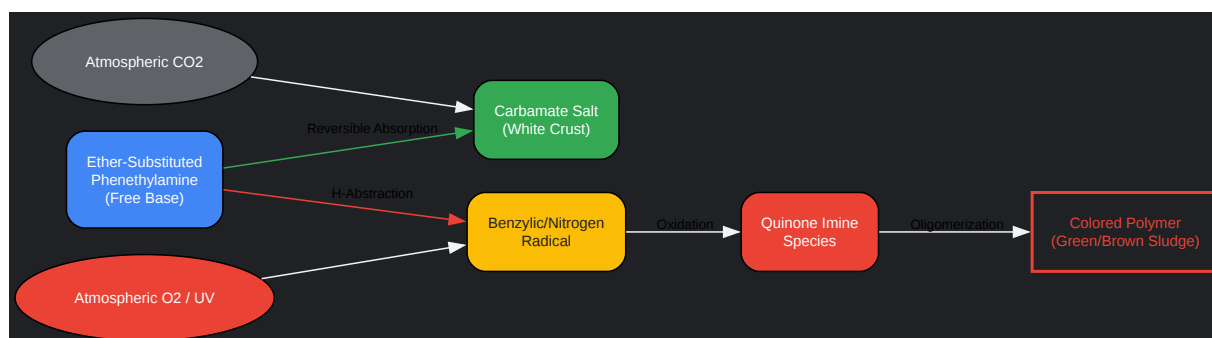 Atmospheric CO2
Carbamate Salt
(White Crust)
Reversible Absorption
Ether-Substituted
Phenethylamine
(Free Base)
H-Abstraction
Benzylic/Nitrogen
Radical
Oxidation
Quinone Imine
Species
Oligomerization
Colored Polymer
(Green/Brown Sludge)
Atmospheric O2 / UV